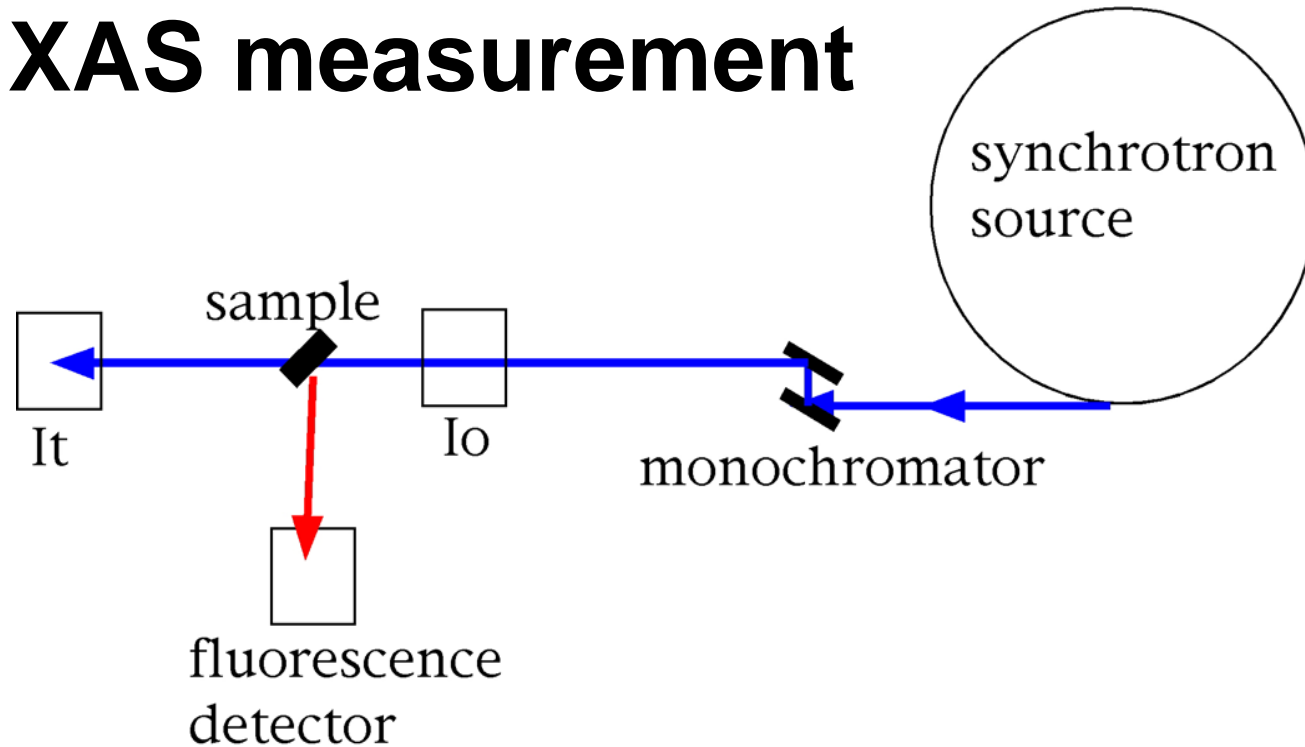 XAS measurement
synchrotron
source
sample
It
Io
monochromator
fluorescence
detector